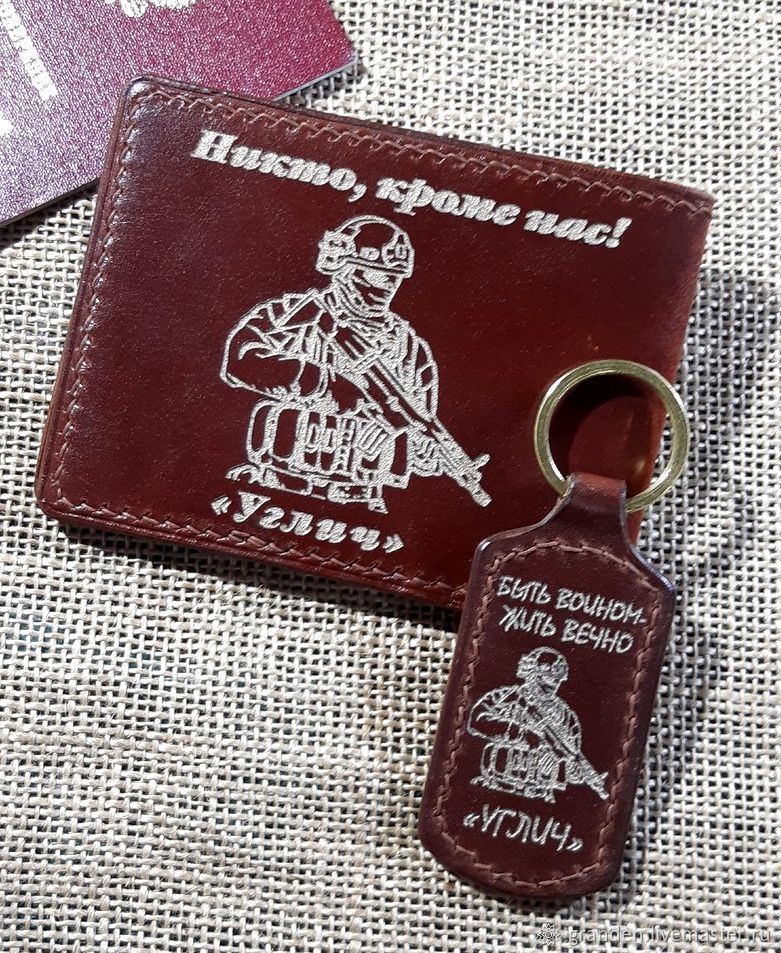 Никто, кроме нас!
«Углич»
БЫТЬ ВОИНОМ-
ЖИТЬ ВЕЧНО
«УГЛИЧ»
granden.livemaster.ru